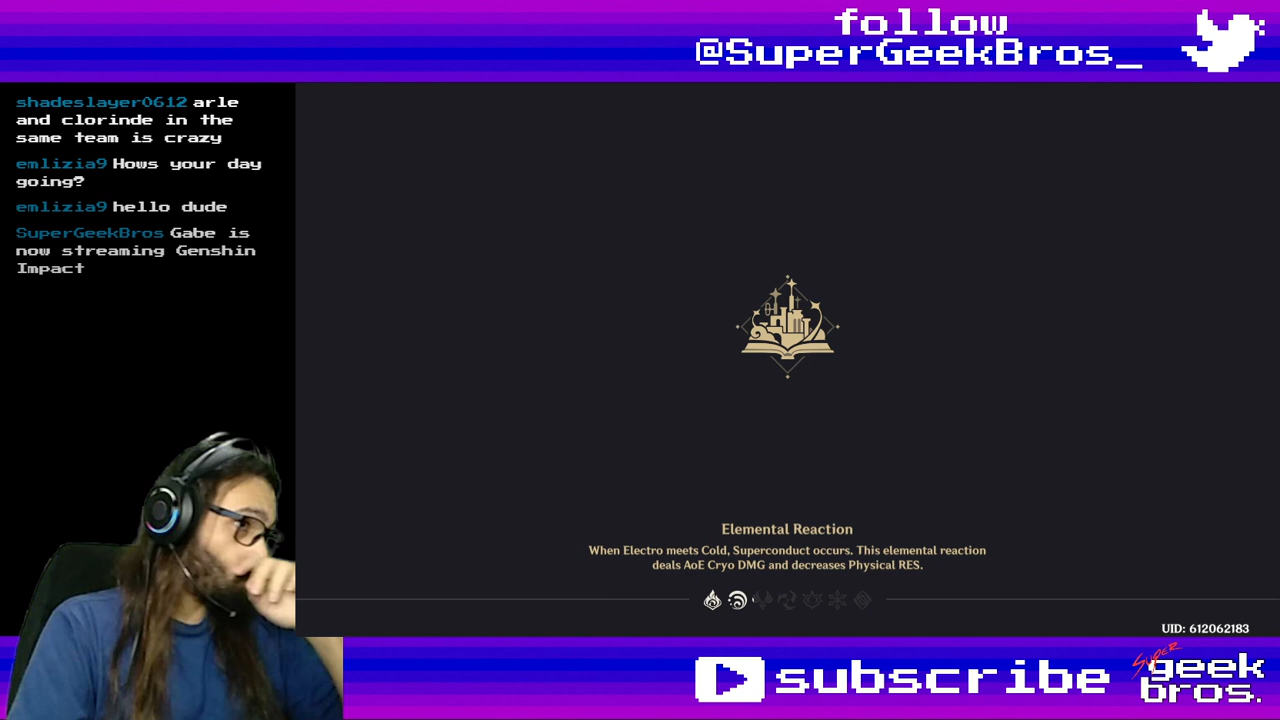 follow
@SuperGeekBros_
shadeslayer0612 arle
and clorinde in the
same team is crazy
emlizia9 Hows your day
going?
emlizia9 hello dude
SuperGeekBros Gabe is
now streaming Genshin
Impact
Elemental Reaction
When Electro meets Cold, Superconduct occurs. This elemental reaction
deals AoE Cryo DMG and decreases Physical RES.
UID: 612062183
subscribe
SUPER
geek
bros.